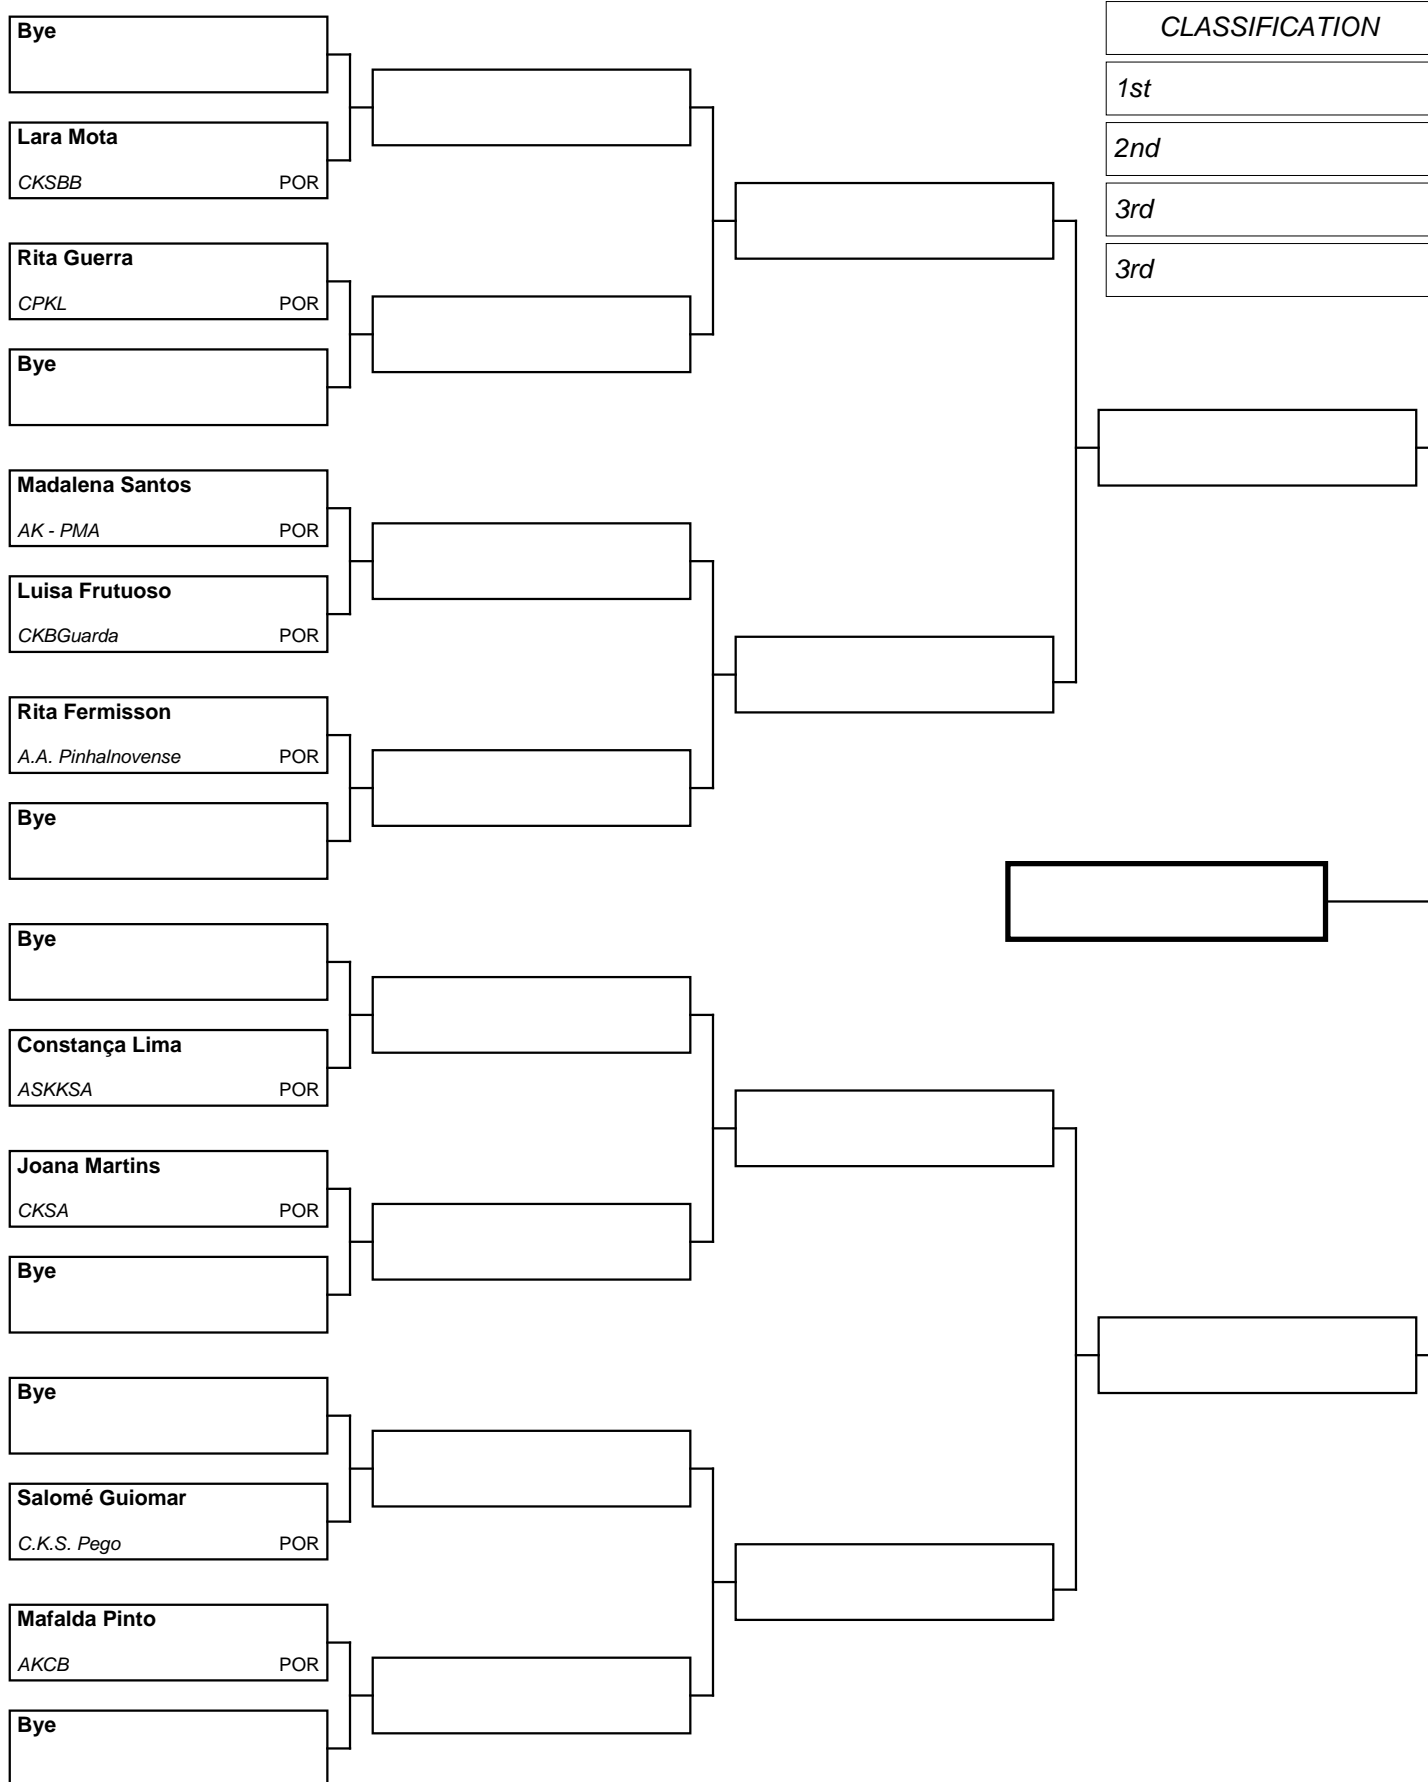 Bye
Lara Mota
CKSBB POR
Rita Guerra
CPKL POR
Bye
Madalena Santos
AK - PMA POR
Luisa Frutuoso
CKBGuarda POR
Rita Fermisson
A.A. Pinhalnovense POR
Bye
Bye
Constança Lima
ASKKSA POR
Joana Martins
CKSA POR
Bye
Bye
Salomé Guiomar
C.K.S. Pego POR
Mafalda Pinto
AKCB POR
Bye
CLASSIFICATION
1st
2nd
3rd
3rd